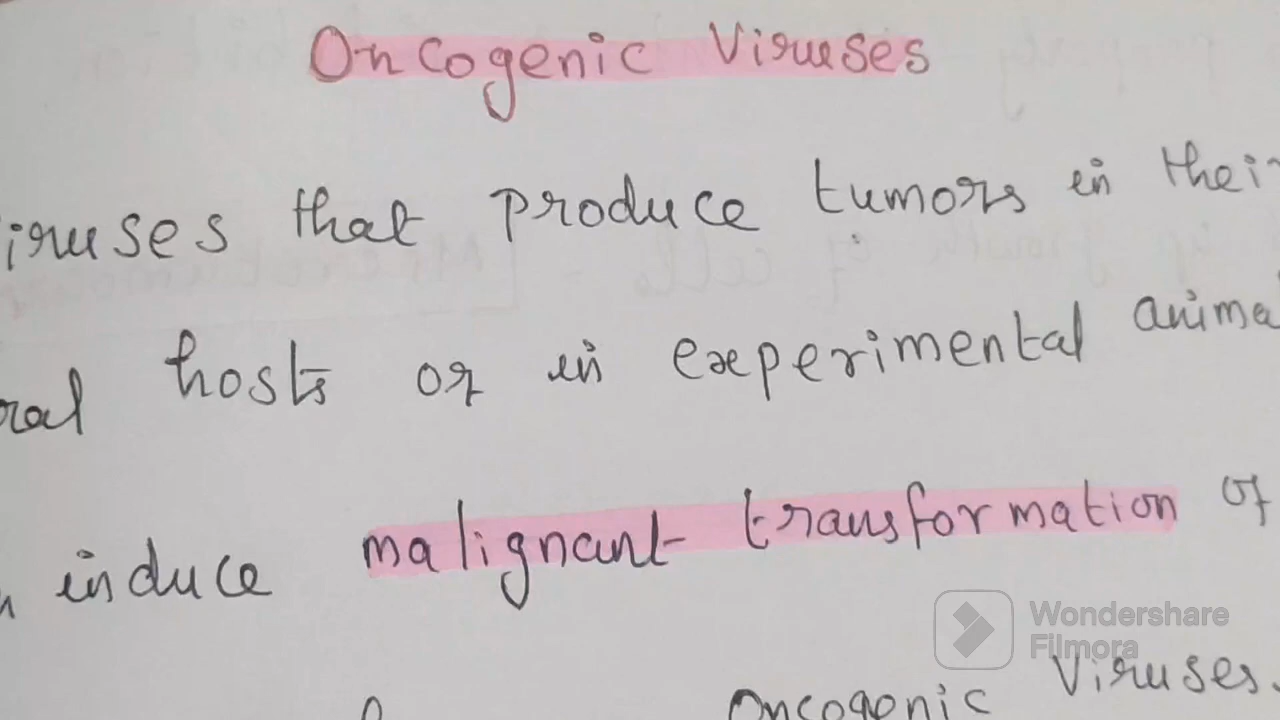 Oncogenic Viruses
iruses that produce tumors in their
ral hosts or in experimental anima
induce malignant transformation of
Wondershare
Filmora
Oncogenic Viruses.